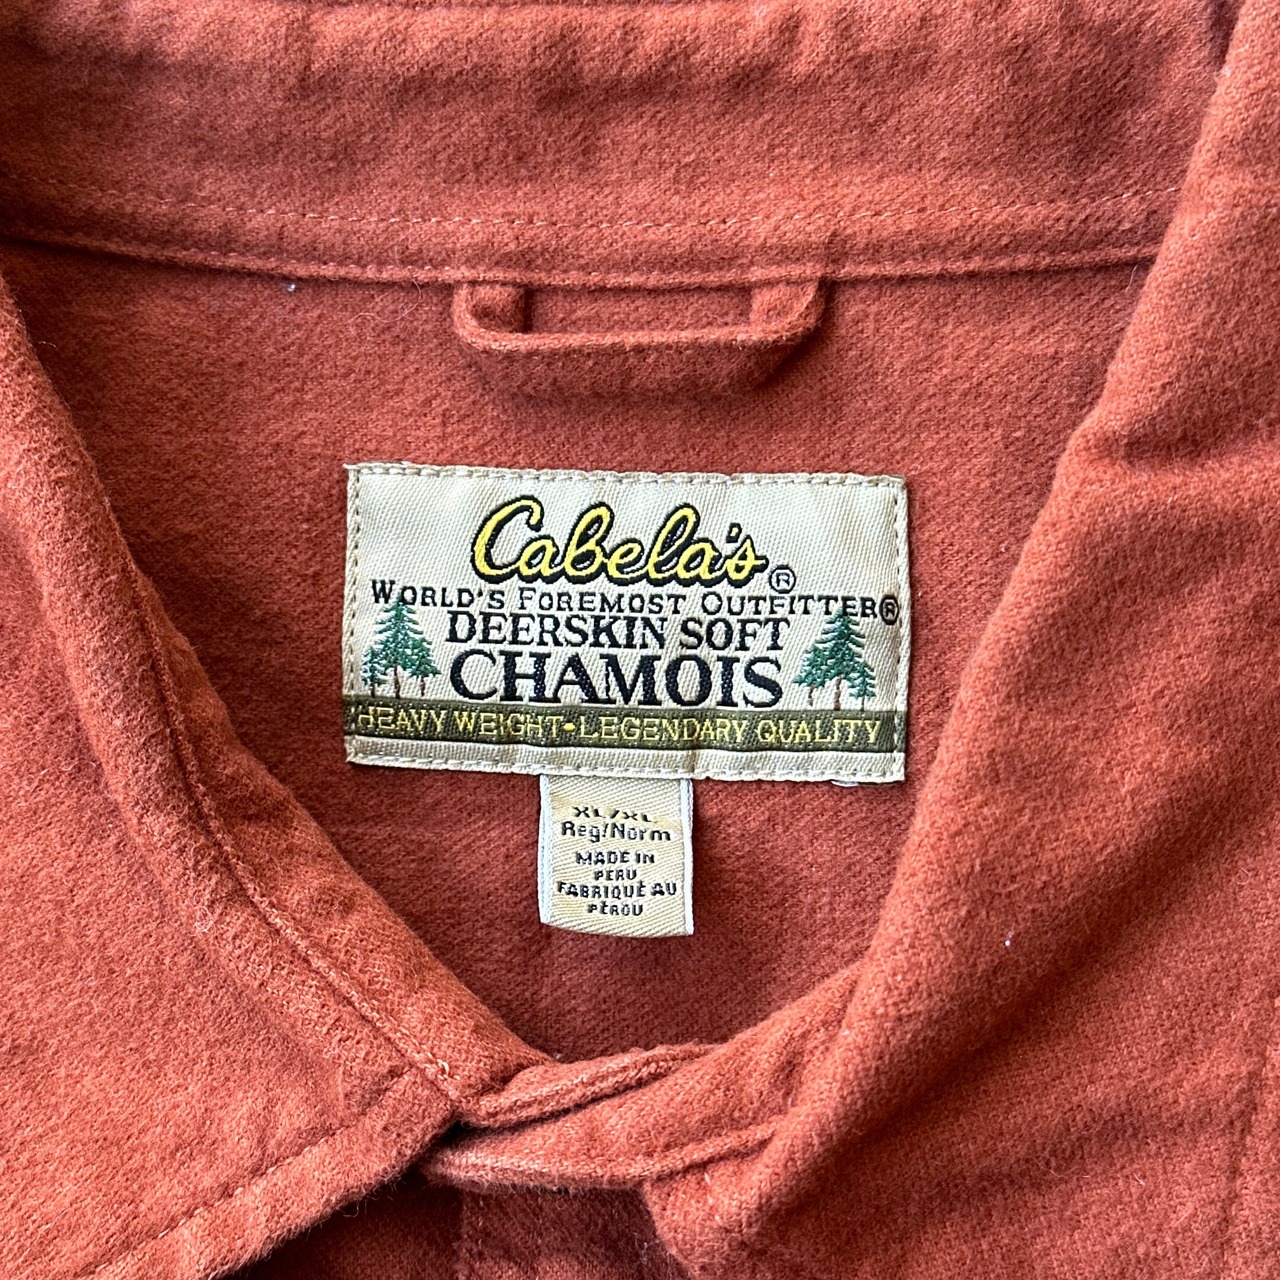 Cabela's®
WORLD'S FOREMOST OUTFITTER®
DEERSKIN SOFT
CHAMOIS
HEAVY WEIGHT•LEGENDARY QUALITY
XL/XL
Reg/Norm
MADE IN
PERU
FABRIQUÉ AU
PÉROU